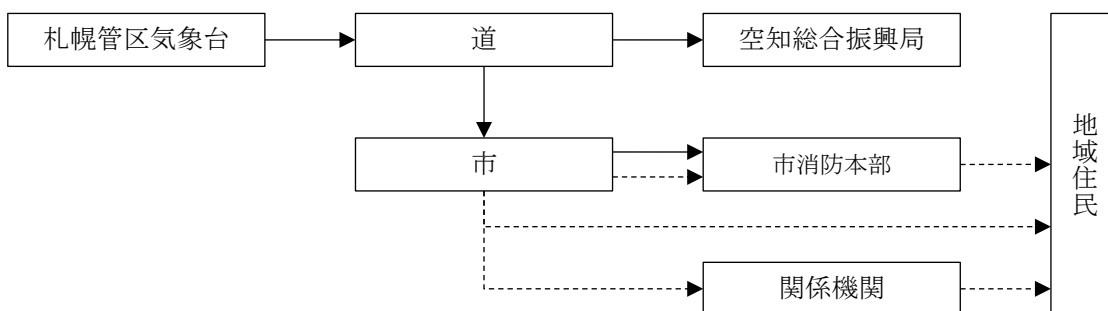 札幌管区気象台
道
空知総合振興局
市
市消防本部
関係機関
地域住民